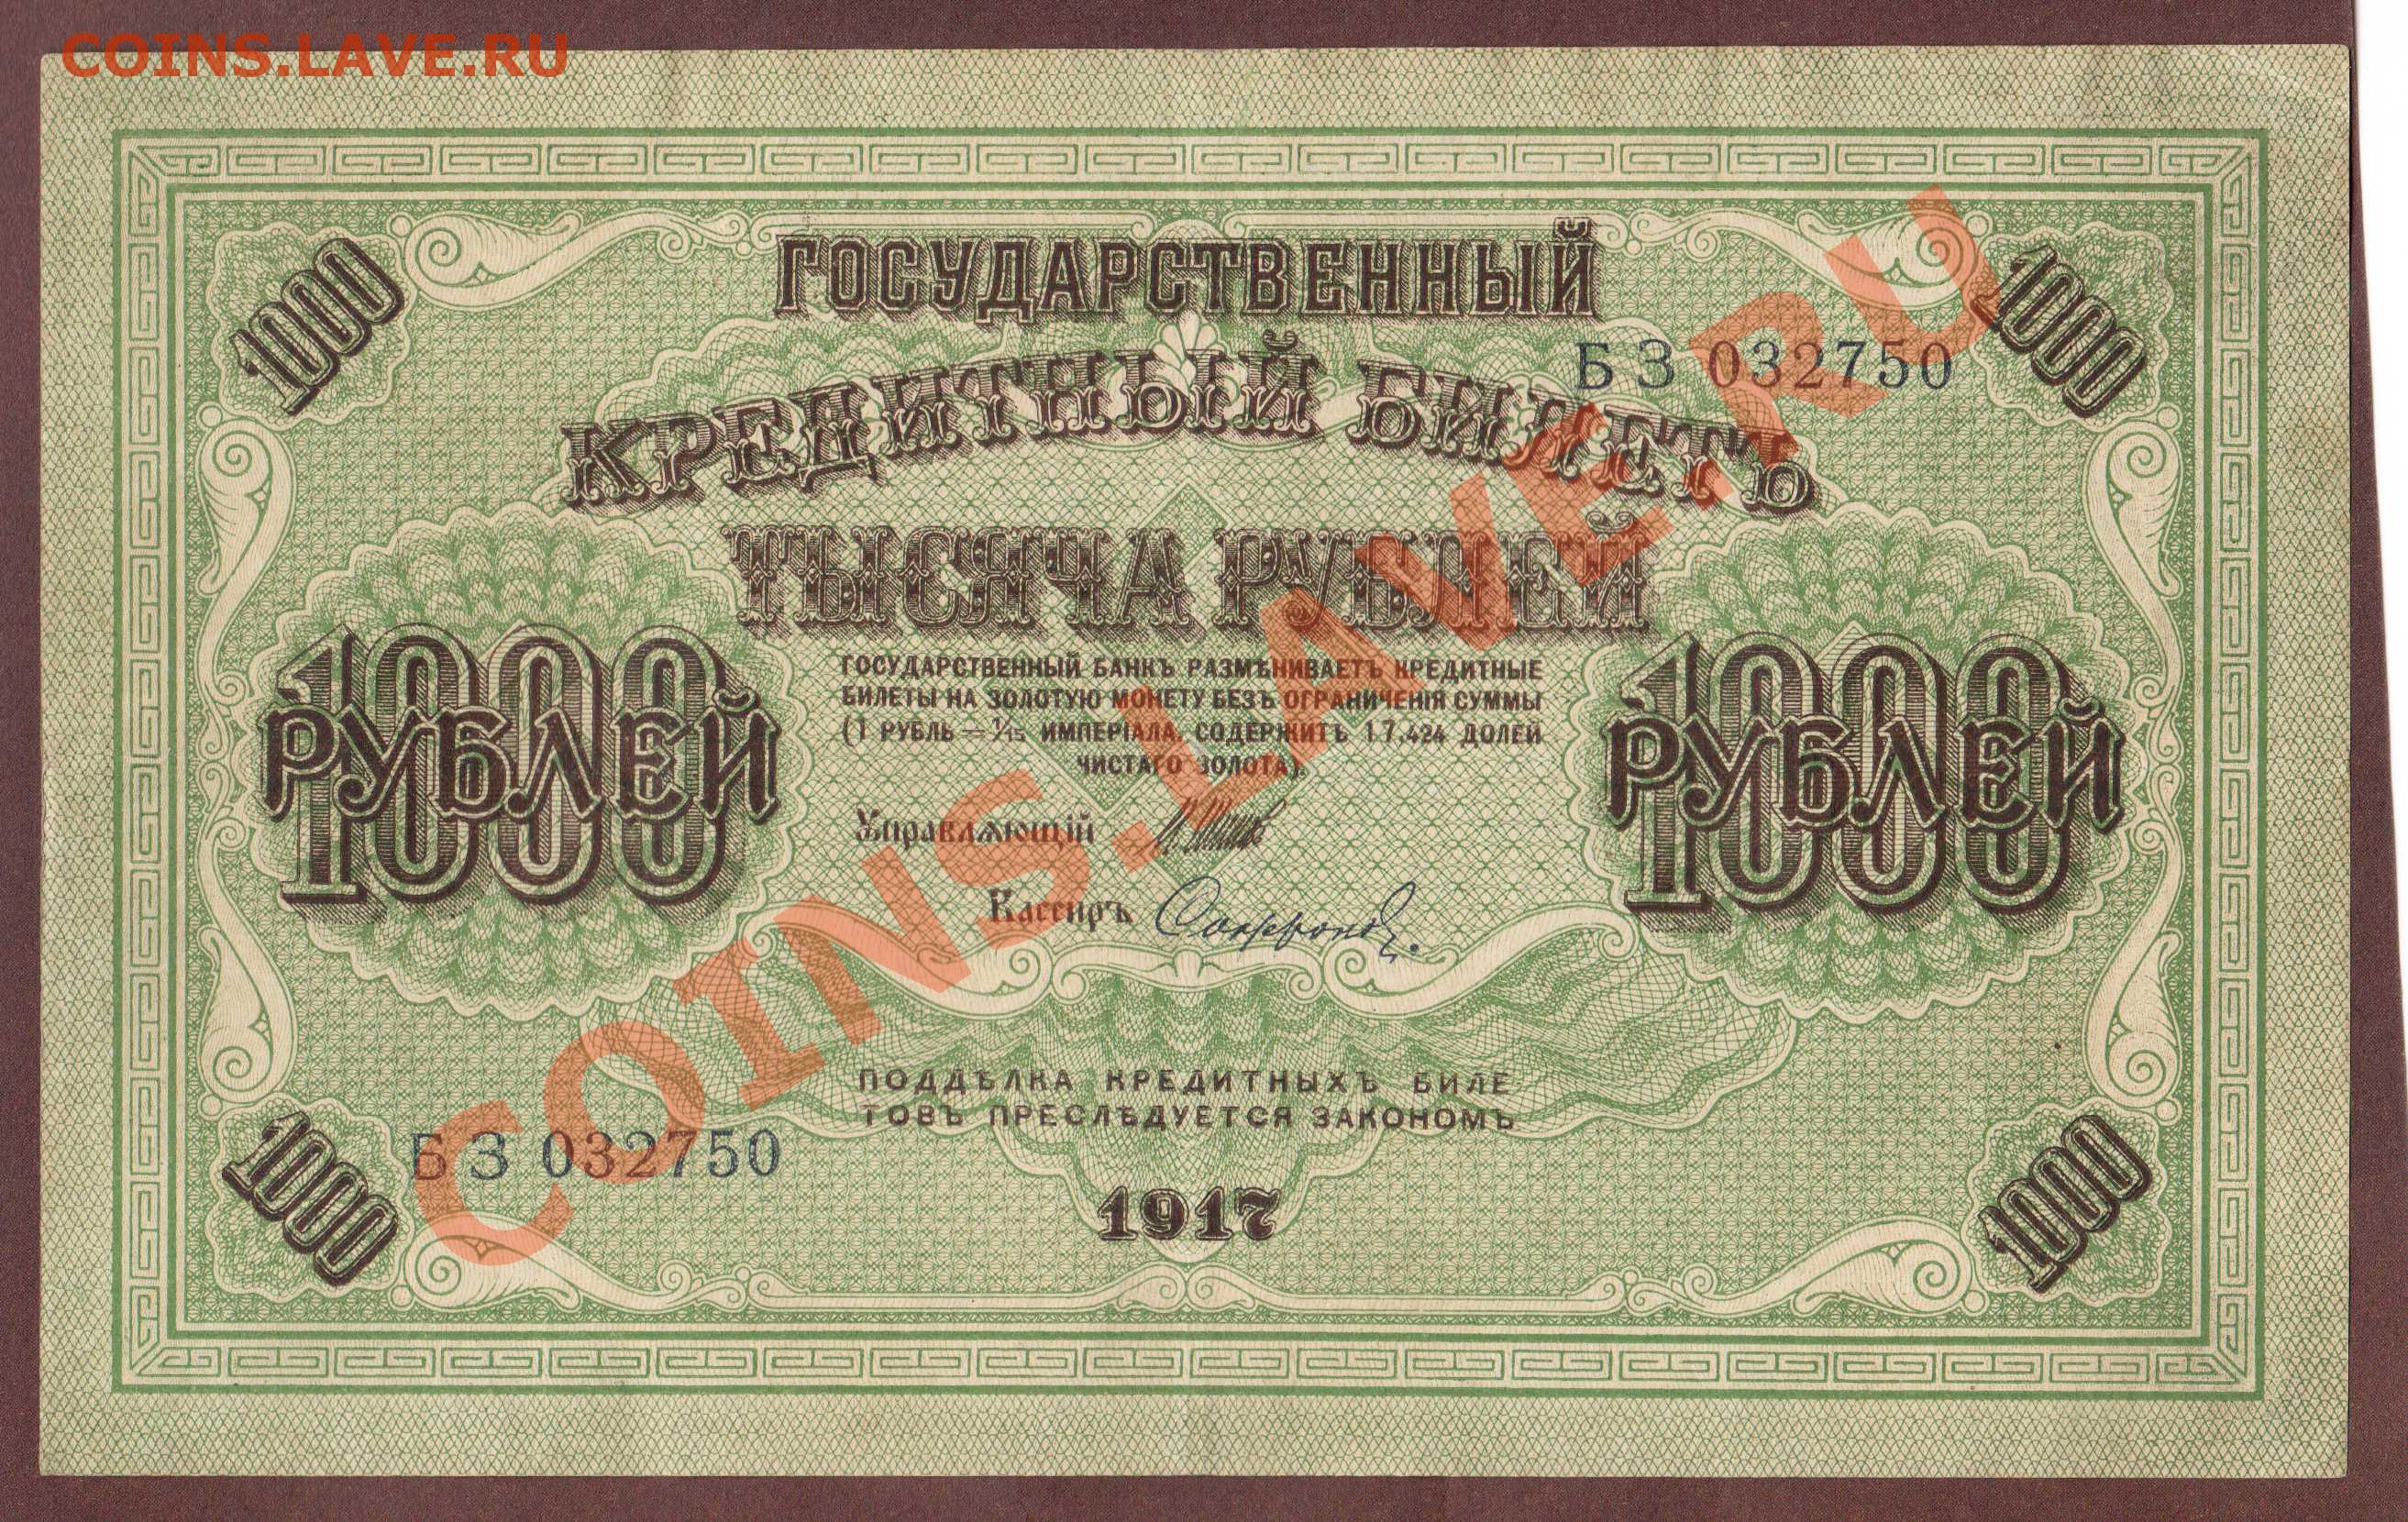 COINS.LAVE.RU
1000
1000
ГОСУДАРСТВЕННЫЙ
БЗ 032750
КРЕДИТНЫЙ БИЛЕТЪ
ТЫСЯЧА РУБЛЕЙ
1000
РУБЛЕЙ
1000
РУБЛЕЙ
ГОСУДАРСТВЕННЫЙ БАНКЪ РАЗМѢНИВАЕТЪ КРЕДИТНЫЕ
БИЛЕТЫ НА ЗОЛОТУЮ МОНЕТУ БЕЗЪ ОГРАНИЧЕНІЯ СУММЫ
(1 РУБЛЬ = 1/15 ИМПЕРІАЛА, СОДЕРЖИТЪ 17,424 ДОЛЕЙ
ЧИСТАГО ЗОЛОТА).
Управляющій
Кассиръ Софронов
ПОДДѢЛКА КРЕДИТНЫХЪ БИЛЕ
ТОВЪ ПРЕСЛѢДУЕТСЯ ЗАКОНОМЪ
БЗ 032750
1000
1917
1000
COINS.LAVE.RU